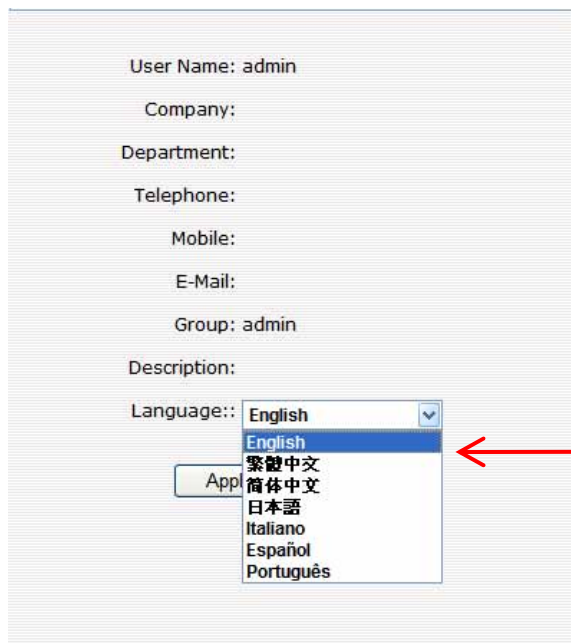 User Name: admin
Company:
Department:
Telephone:
Mobile:
E-Mail:
Group: admin
Description:
Language:: English
English
繁體中文
Appl
简体中文
日本語
Italiano
Español
Português